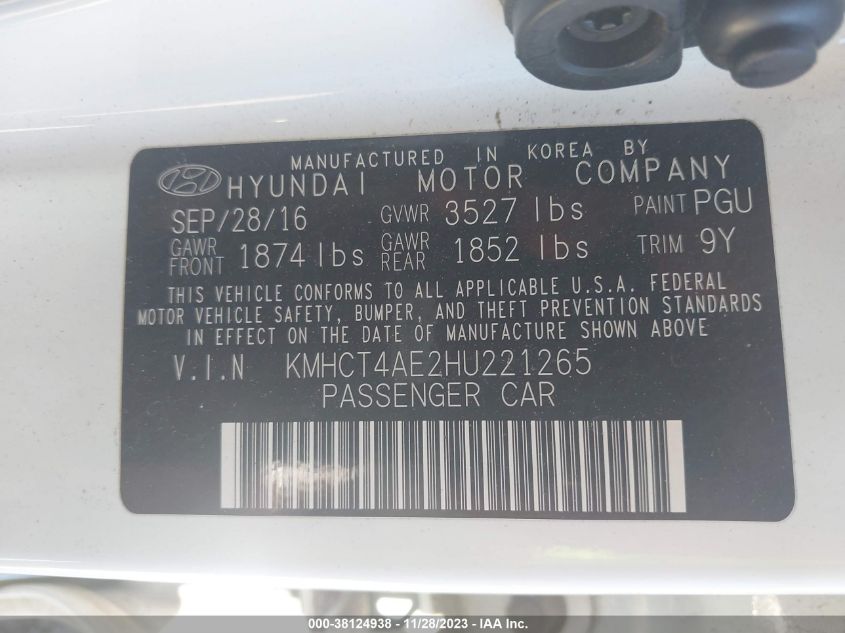 MANUFACTURED IN KOREA BY
HYUNDAI MOTOR COMPANY
SEP/28/16 GVWR 3527 lbs PAINT PGU
GAWR FRONT 1874 lbs GAWR REAR 1852 lbs TRIM 9Y
THIS VEHICLE CONFORMS TO ALL APPLICABLE U.S.A. FEDERAL
MOTOR VEHICLE SAFETY, BUMPER, AND THEFT PREVENTION STANDARDS
IN EFFECT ON THE DATE OF MANUFACTURE SHOWN ABOVE
V.I.N KMHCT4AE2HU221265
PASSENGER CAR
000-38124938 - 11/28/2023 - IAAI.COM